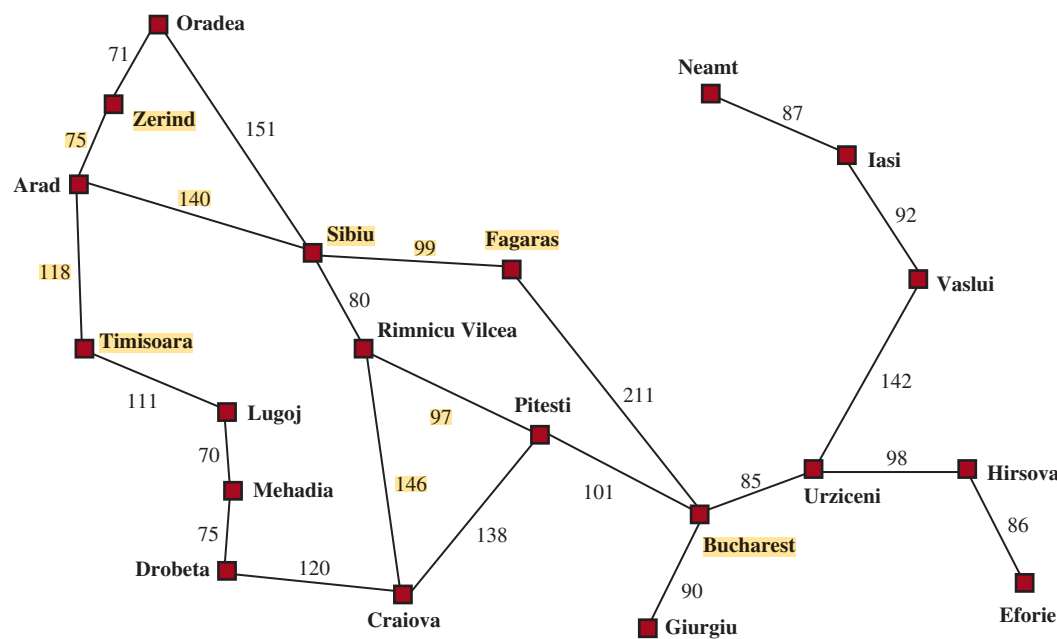 Oradea
71
Neamt
87
Zerind
151
75
Iasi
Arad
140
92
Sibiu
99
Fagaras
118
Vaslui
80
Rimnicu Vilcea
Timisoara
142
211
111
Lugoj
97
Pitesti
70
98
Hirsova
85
Urziceni
146
Mehadia
101
86
75
138
Bucharest
Drobeta
120
90
Craiova
Giurgiu
Eforie